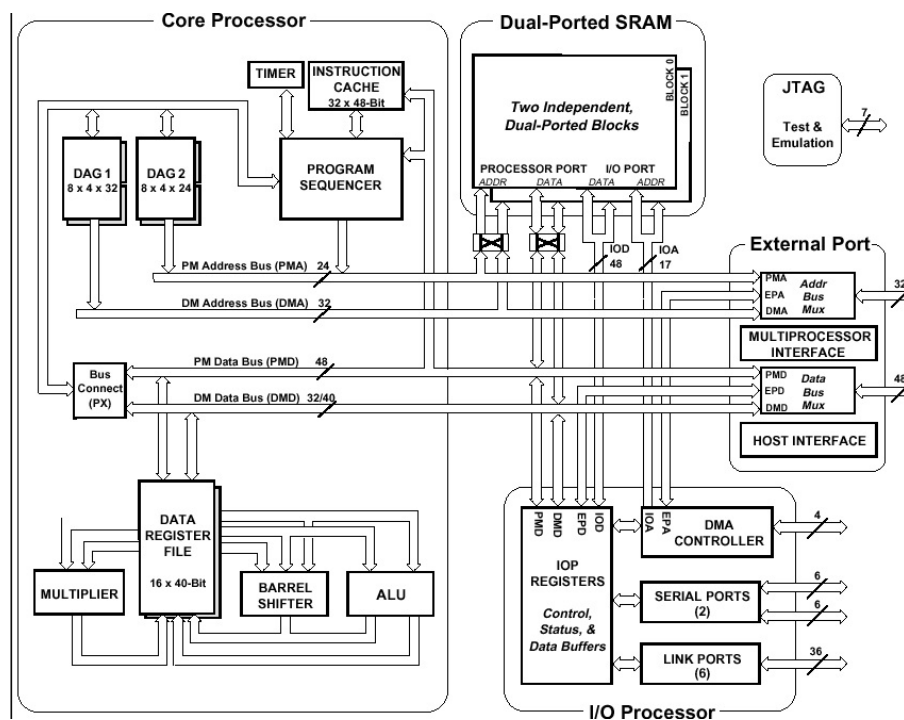 Core Processor
TIMER
INSTRUCTION
CACHE
32 x 48-Bit
DAG 1
8 x 4 x 32
DAG 2
8 x 4 x 24
PROGRAM
SEQUENCER
PM Address Bus (PMA)
24
DM Address Bus (DMA)
32
PM Data Bus (PMD)
48
DM Data Bus (DMD)
32/40
Bus
Connect
(PX)
DATA
REGISTER
FILE
16 x 40-Bit
MULTIPLIER
BARREL
SHIFTER
ALU
Dual-Ported SRAM
Two Independent,
Dual-Ported Blocks
BLOCK 0
BLOCK 1
PROCESSOR PORT
I/O PORT
ADDR
DATA
DATA
ADDR
IOD
48
IOA
17
JTAG
Test &
Emulation
7
External Port
PMA
EPA
DMA
Addr
Bus
Mux
32
MULTIPROCESSOR
INTERFACE
PMD
EPD
DMD
Data
Bus
Mux
48
HOST INTERFACE
PMD
DMD
EPD
IOD
IOA
EPA
IOP
REGISTERS
Control,
Status, &
Data Buffers
DMA
CONTROLLER
4
SERIAL PORTS
(2)
6
6
LINK PORTS
(6)
36
I/O Processor